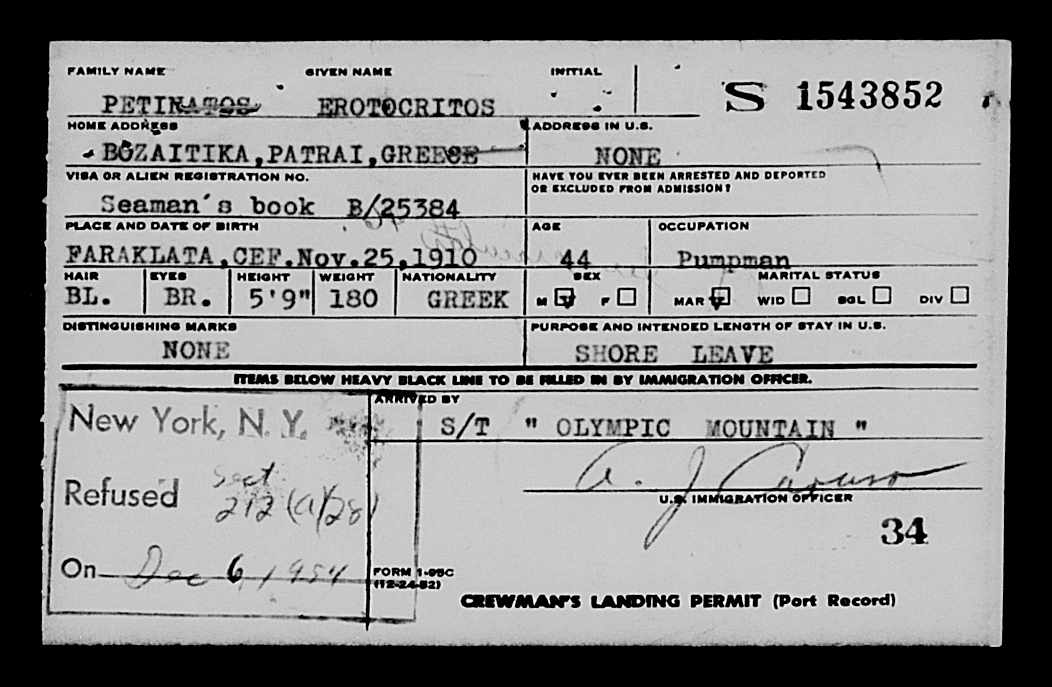 FAMILY NAME GIVEN NAME INITIAL
PETINATOS EROTOCRITOS
S 1543852
HOME ADDRESS ADDRESS IN U.S.
BOZAITIKA,PATRAI,GREECE NONE
VISA OR ALIEN REGISTRATION NO. HAVE YOU EVER BEEN ARRESTED AND DEPORTED
OR EXCLUDED FROM ADMISSION?
Seaman's book B/25384
PLACE AND DATE OF BIRTH AGE OCCUPATION
FARAKLATA,CEF.Nov.25,1910 44 Pumpman
HAIR EYES HEIGHT WEIGHT NATIONALITY SEX MARITAL STATUS
BL. BR. 5'9" 180 GREEK M F MAR WID SGL DIV
DISTINGUISHING MARKS PURPOSE AND INTENDED LENGTH OF STAY IN U.S.
NONE SHORE LEAVE
ITEMS BELOW HEAVY BLACK LINE TO BE FILLED IN BY IMMIGRATION OFFICER.
ARRIVED BY
New York, N. Y. S/T " OLYMPIC MOUNTAIN "
A. J. Caruso
U.S. IMMIGRATION OFFICER
Refused Sect
212 (a)(28)
34
On Dec 6, 1954
FORM I-95C
(12-24-52)
CREWMAN'S LANDING PERMIT (Port Record)